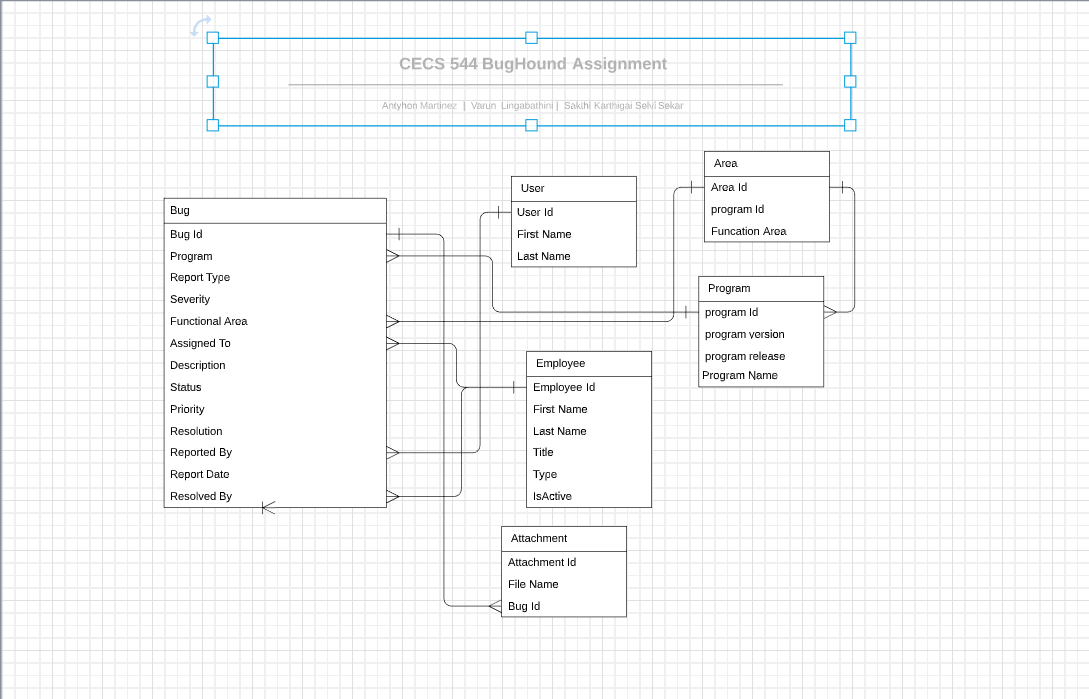 CECS 544 BugHound Assignment
Antyhon Martinez | Varun Lingabathini | Sakthi Karthigai Selvi Sekar
Area
Area Id
program Id
Funcation Area
User
User Id
First Name
Last Name
Bug
Bug Id
Program
Report Type
Severity
Functional Area
Assigned To
Description
Status
Priority
Resolution
Reported By
Report Date
Resolved By
Program
program Id
program version
program release
Program Name
Employee
Employee Id
First Name
Last Name
Title
Type
IsActive
Attachment
Attachment Id
File Name
Bug Id